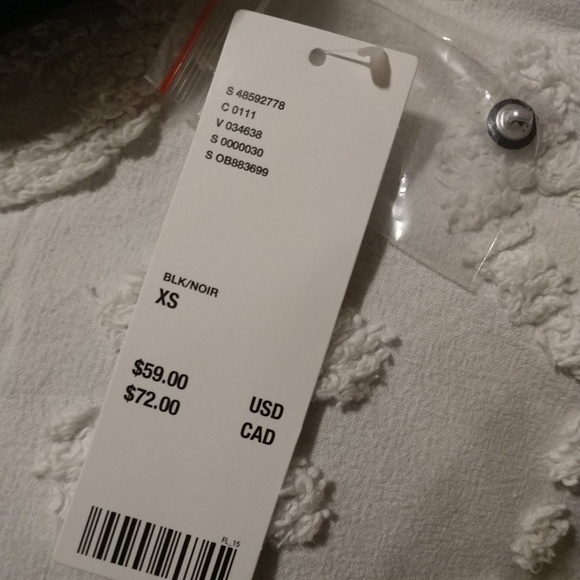 S 48592778
C 0111
V 034638
S 0000030
S OB883699
BLK/NOIR
XS
$59.00 USD
$72.00 CAD
FL_15